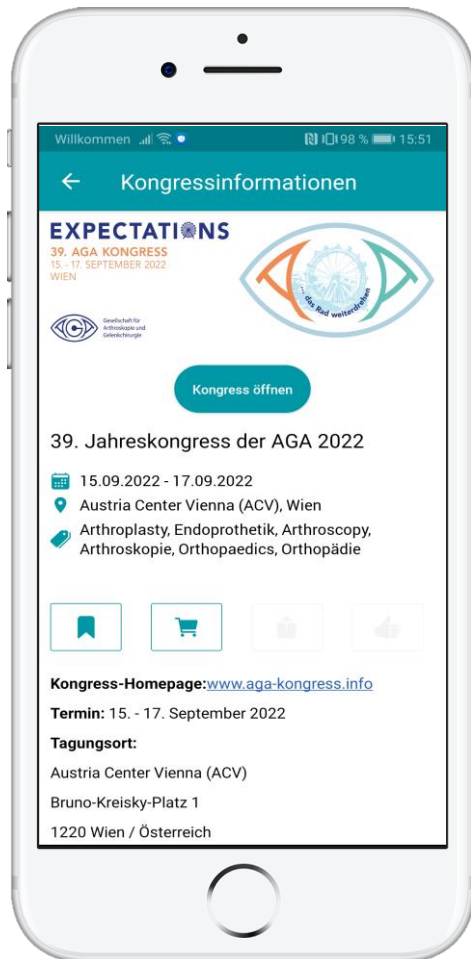 Willkommen
98 % 15:51
Kongressinformationen
EXPECTATIONS
39. AGA KONGRESS
15. - 17. SEPTEMBER 2022
WIEN
... das Rad weiterdrehen
Gesellschaft für
Arthroskopie und
Gelenkchirurgie
Kongress öffnen
39. Jahreskongress der AGA 2022
15.09.2022 - 17.09.2022
Austria Center Vienna (ACV), Wien
Arthroplasty, Endoprothetik, Arthroscopy,
Arthroskopie, Orthopaedics, Orthopädie
Kongress-Homepage:www.aga-kongress.info
Termin: 15. - 17. September 2022
Tagungsort:
Austria Center Vienna (ACV)
Bruno-Kreisky-Platz 1
1220 Wien / Österreich